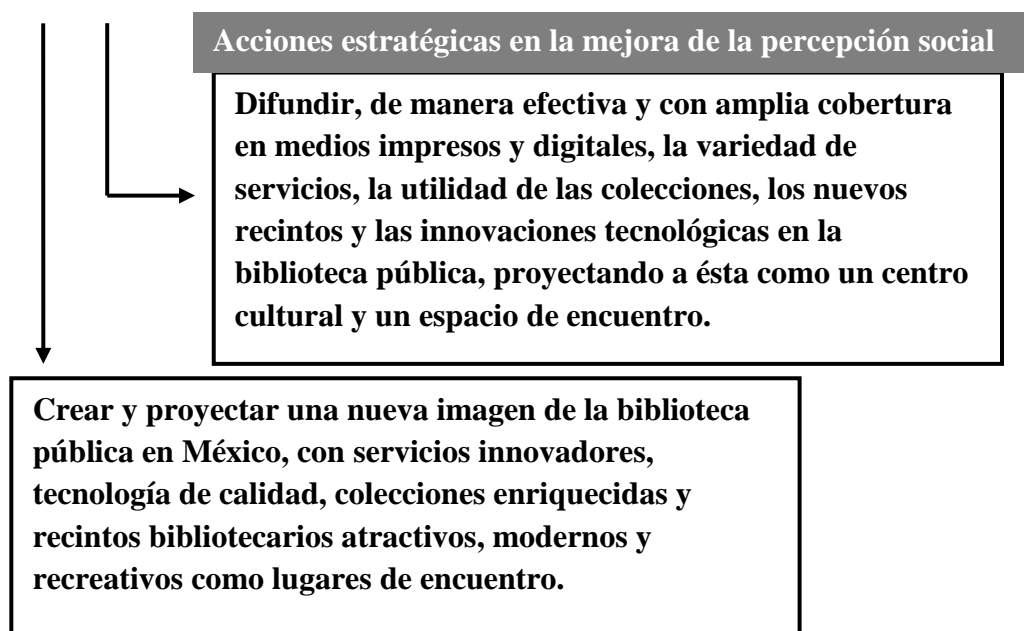 Acciones estratégicas en la mejora de la percepción social
Difundir, de manera efectiva y con amplia cobertura
en medios impresos y digitales, la variedad de
servicios, la utilidad de las colecciones, los nuevos
recintos y las innovaciones tecnológicas en la
biblioteca pública, proyectando a ésta como un centro
cultural y un espacio de encuentro.
Crear y proyectar una nueva imagen de la biblioteca
pública en México, con servicios innovadores,
tecnología de calidad, colecciones enriquecidas y
recintos bibliotecarios atractivos, modernos y
recreativos como lugares de encuentro.